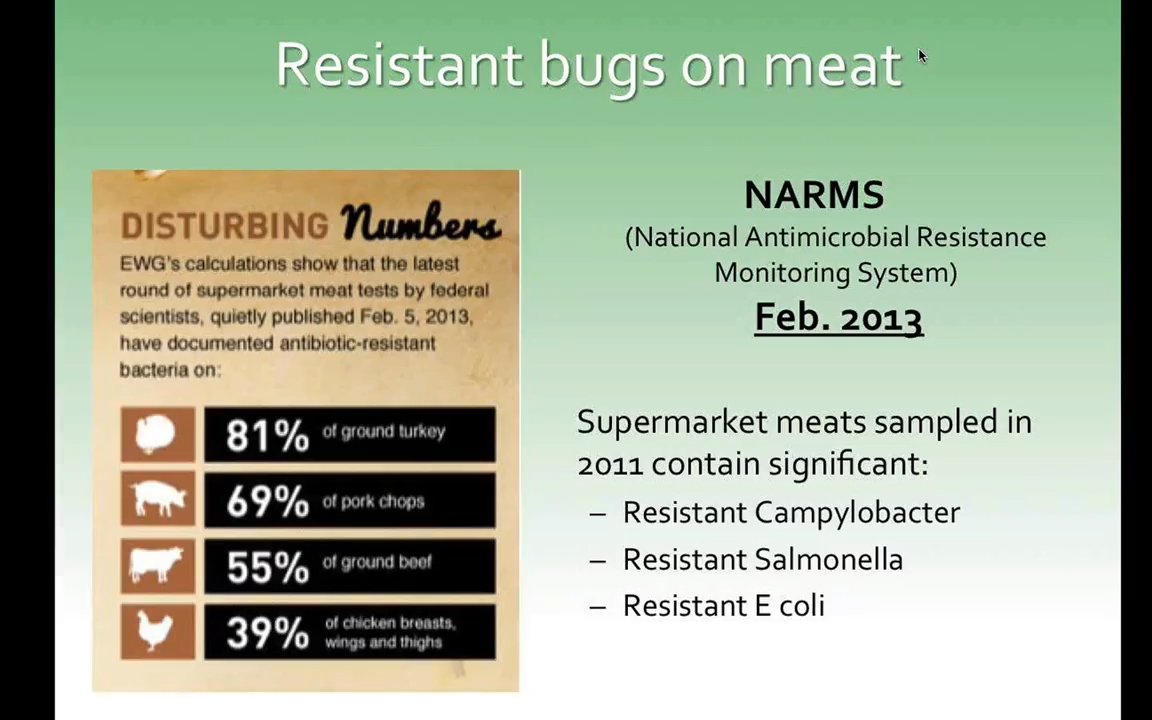 Resistant bugs on meat
DISTURBING Numbers
EWG's calculations show that the latest
round of supermarket meat tests by federal
scientists, quietly published Feb. 5, 2013,
have documented antibiotic-resistant
bacteria on:
81% of ground turkey
69% of pork chops
55% of ground beef
39% of chicken breasts,
wings and thighs
NARMS
(National Antimicrobial Resistance
Monitoring System)
Feb. 2013
Supermarket meats sampled in
2011 contain significant:
– Resistant Campylobacter
– Resistant Salmonella
– Resistant E coli